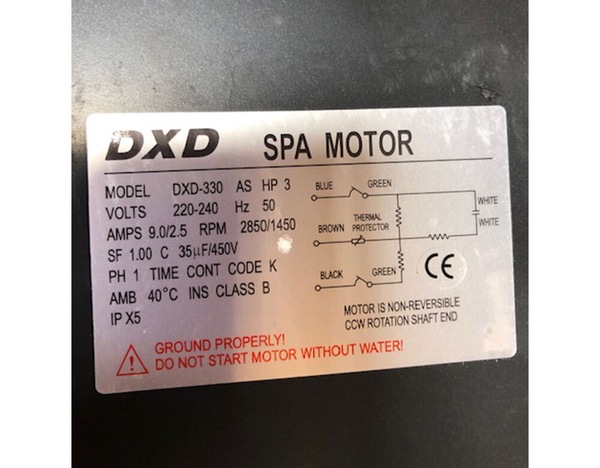 DXD SPA MOTOR
MODEL DXD-330 AS HP 3
VOLTS 220-240 Hz 50
AMPS 9.0/2.5 RPM 2850/1450
SF 1.00 C 35µF/450V
PH 1 TIME CONT CODE K
AMB 40°C INS CLASS B
IP X5
BLUE GREEN
WHITE
WHITE
BROWN THERMAL PROTECTOR
BLACK GREEN
CE
MOTOR IS NON-REVERSIBLE
CCW ROTATION SHAFT END
GROUND PROPERLY!
DO NOT START MOTOR WITHOUT WATER!